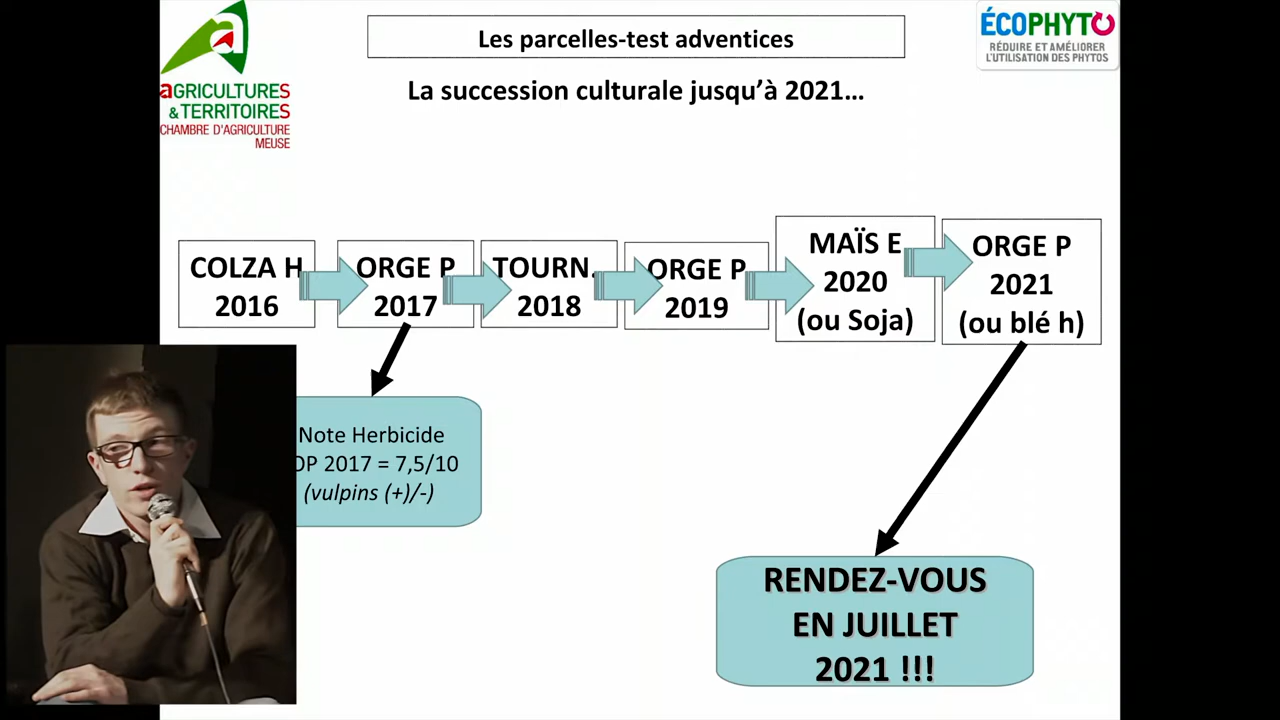 Les parcelles-test adventices
La succession culturale jusqu'à 2021…
aGRICULTURES
& TERRITOIRES
CHAMBRE D'AGRICULTURE
MEUSE
ÉCOPHYTO
RÉDUIRE ET AMÉLIORER
L'UTILISATION DES PHYTOS
COLZA H
2016
ORGE P
2017
TOURN.
2018
ORGE P
2019
MAÏS E
2020
(ou Soja)
ORGE P
2021
(ou blé h)
Note Herbicide
OP 2017 = 7,5/10
(vulpins (+)/-)
RENDEZ-VOUS
EN JUILLET
2021 !!!